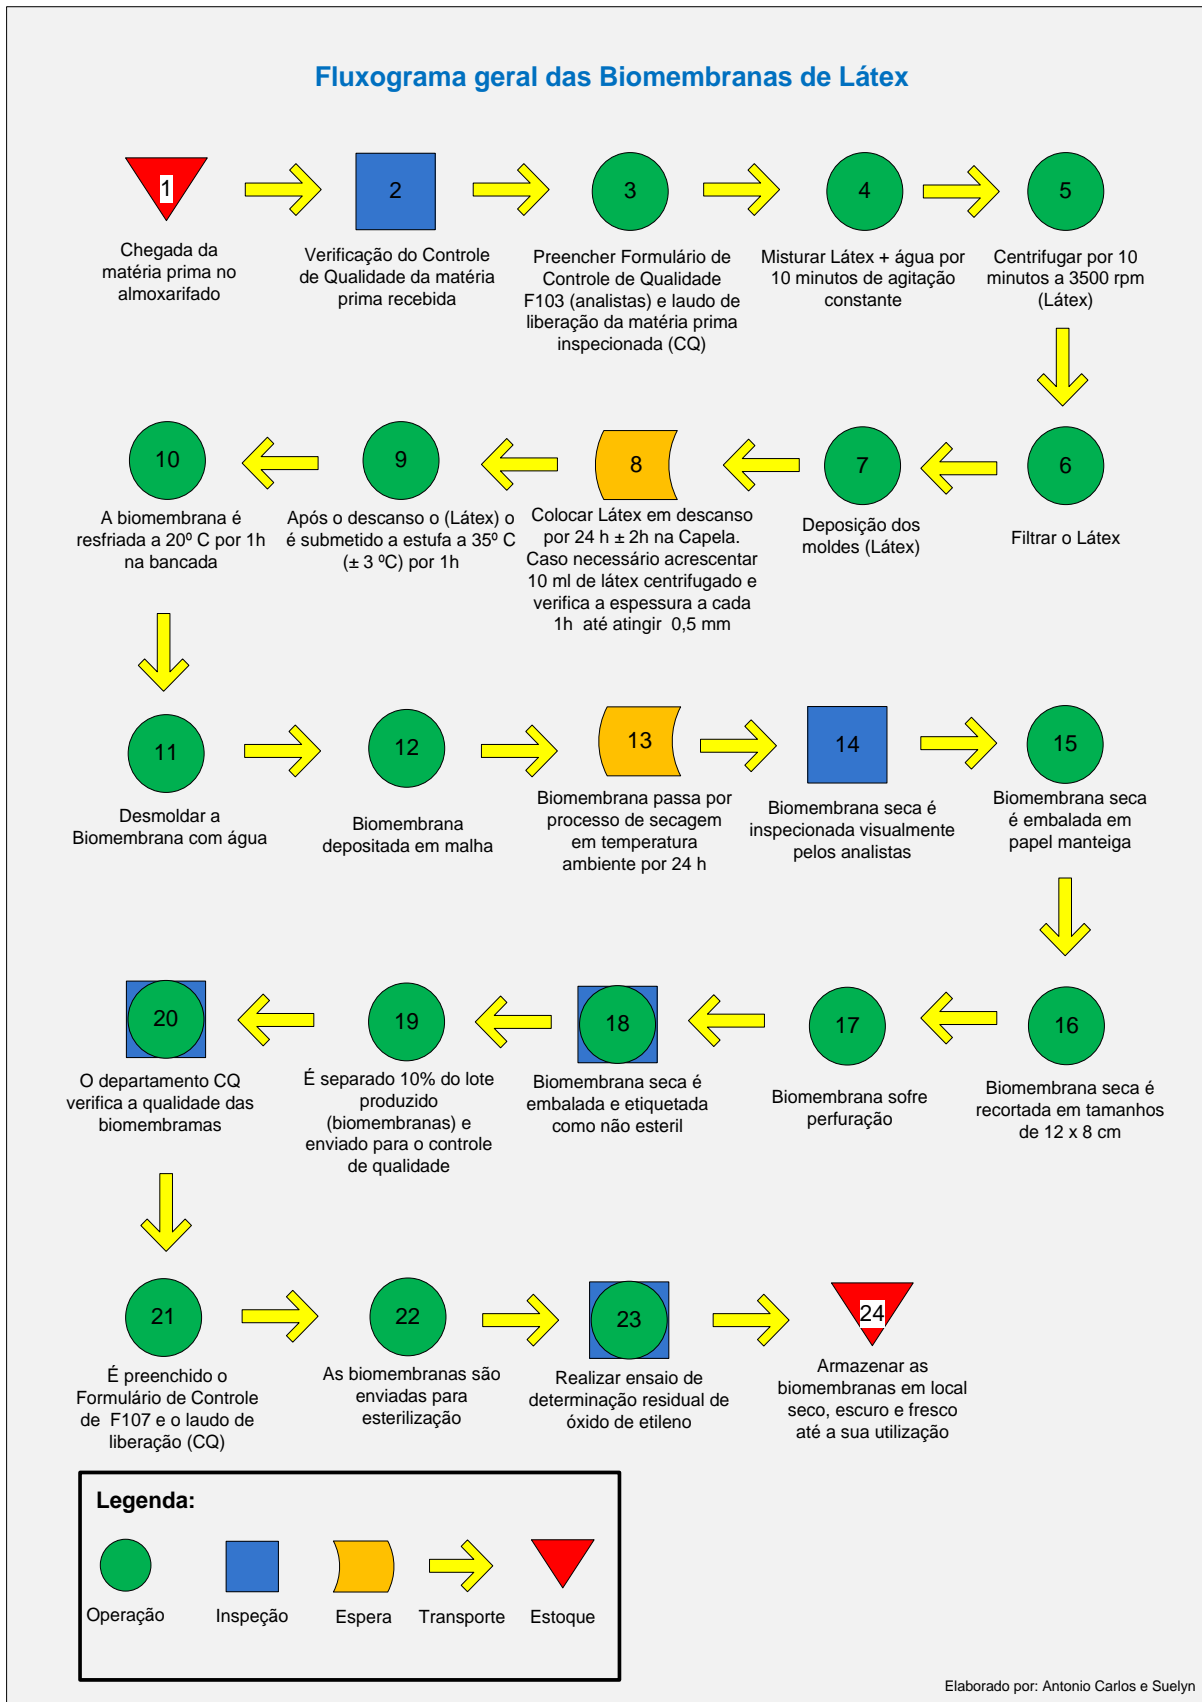 Fluxograma geral das Biomembranas de Látex
1
Chegada da
matéria prima no
almoxarifado
2
Verificação do Controle
de Qualidade da matéria
prima recebida
3
Preencher Formulário de
Controle de Qualidade
F103 (analistas) e laudo de
liberação da matéria prima
inspecionada (CQ)
4
Misturar Látex + água por
10 minutos de agitação
constante
5
Centrifugar por 10
minutos a 3500 rpm
(Látex)
6
Filtrar o Látex
7
Deposição dos
moldes (Látex)
8
Colocar Látex em descanso
por 24 h ± 2h na Capela.
Caso necessário acrescentar
10 ml de látex centrifugado e
verifica a espessura a cada
1h até atingir 0,5 mm
9
Após o descanso o (Látex) o
é submetido a estufa a 35º C
(± 3 ºC) por 1h
10
A biomembrana é
resfriada a 20º C por 1h
na bancada
11
Desmoldar a
Biomembrana com água
12
Biomembrana
depositada em malha
13
Biomembrana passa por
processo de secagem
em temperatura
ambiente por 24 h
14
Biomembrana seca é
inspecionada visualmente
pelos analistas
15
Biomembrana seca
é embalada em
papel manteiga
16
Biomembrana seca é
recortada em tamanhos
de 12 x 8 cm
17
Biomembrana sofre
perfuração
18
Biomembrana seca é
embalada e etiquetada
como não esteril
19
É separado 10% do lote
produzido
(biomembranas) e
enviado para o controle
de qualidade
20
O departamento CQ
verifica a qualidade das
biomembramas
21
É preenchido o
Formulário de Controle
de F107 e o laudo de
liberação (CQ)
22
As biomembranas são
enviadas para
esterilização
23
Realizar ensaio de
determinação residual de
óxido de etileno
24
Armazenar as
biomembranas em local
seco, escuro e fresco
até a sua utilização
Legenda:
Operação
Inspeção
Espera
Transporte
Estoque
Elaborado por: Antonio Carlos e Suelyn